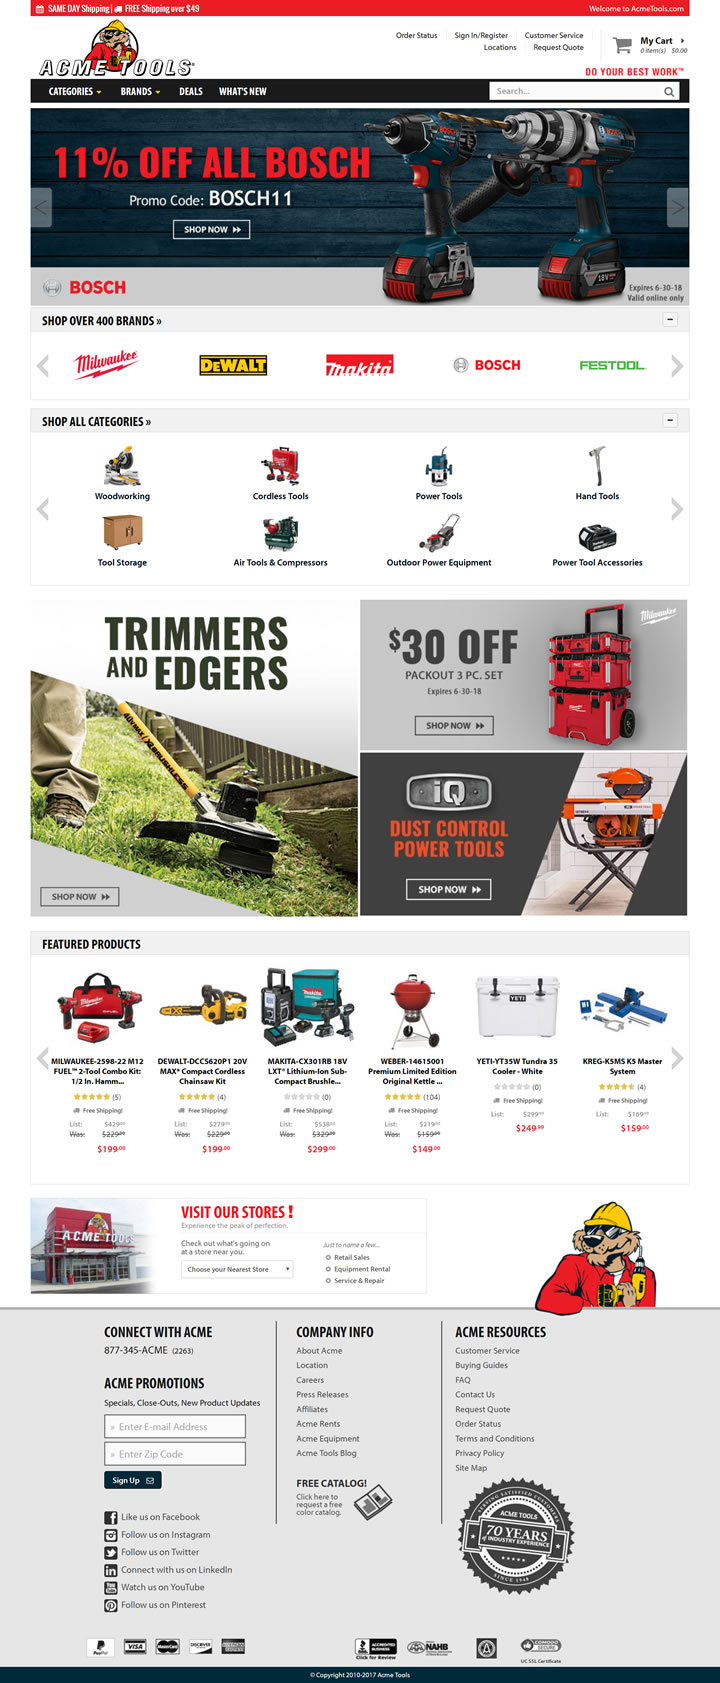 SAME DAY Shipping | FREE Shipping over $49
Welcome to AcmeTools.com
ACME TOOLS
Order Status
Sign In/Register
Customer Service
Locations
Request Quote
My Cart
0 item(s) $0.00
DO YOUR BEST WORK™
CATEGORIES
BRANDS
DEALS
WHAT'S NEW
Search...
11% OFF ALL BOSCH
Promo Code: BOSCH11
SHOP NOW
BOSCH
Expires 6-30-18
Valid online only
SHOP OVER 400 BRANDS »
Milwaukee
DEWALT
makita
BOSCH
FESTOOL
SHOP ALL CATEGORIES »
Woodworking
Cordless Tools
Power Tools
Hand Tools
Tool Storage
Air Tools & Compressors
Outdoor Power Equipment
Power Tool Accessories
TRIMMERS
AND EDGERS
SHOP NOW
Milwaukee
$30 OFF
PACKOUT 3 PC. SET
Expires 6-30-18
SHOP NOW
iQ
DUST CONTROL
POWER TOOLS
SHOP NOW
FEATURED PRODUCTS
MILWAUKEE-2598-22 M12
FUEL™ 2-Tool Combo Kit:
1/2 In. Hamm...
(5)
Free Shipping!
List: $429.00
Was: $229.00
$199.00
DEWALT-DCCS620P1 20V
MAX* Compact Cordless
Chainsaw Kit
(4)
Free Shipping!
List: $279.00
Was: $229.00
$199.00
MAKITA-CX301RB 18V
LXT® Lithium-Ion Sub-
Compact Brushle...
(0)
Free Shipping!
List: $538.00
Was: $329.00
$299.00
WEBER-14615001
Premium Limited Edition
Original Kettle ...
(104)
Free Shipping!
List: $219.00
Was: $159.00
$149.00
YETI
YETI-YT35W Tundra 35
Cooler - White
(0)
Free Shipping!
List: $299.99
$249.99
KREG-K5MS K5 Master
System
(4)
Free Shipping!
List: $169.99
$159.00
ACME TOOLS
VISIT OUR STORES !
Experience the peak of perfection.
Check out what's going on
at a store near you.
Choose your Nearest Store
Just to name a few...
Retail Sales
Equipment Rental
Service & Repair
CONNECT WITH ACME
877-345-ACME (2263)
ACME PROMOTIONS
Specials, Close-Outs, New Product Updates
» Enter E-mail Address
» Enter Zip Code
Sign Up
Like us on Facebook
Follow us on Instagram
Follow us on Twitter
Connect with us on LinkedIn
Watch us on YouTube
Follow us on Pinterest
COMPANY INFO
About Acme
Location
Careers
Press Releases
Affiliates
Acme Rents
Acme Equipment
Acme Tools Blog
FREE CATALOG!
Click here to
request a free
color catalog.
ACME RESOURCES
Customer Service
Buying Guides
FAQ
Contact Us
Request Quote
Order Status
Terms and Conditions
Privacy Policy
Site Map
SERVING SATISFIED CUSTOMERS
ACME TOOLS
70 YEARS
OF INDUSTRY EXPERIENCE
SINCE 1948
PayPal
VISA
MasterCard
DISCOVER
BBB
ACCREDITED
BUSINESS
Click for Review
NAHB
COMODO
SECURE
UC SSL Certificate
© Copyright 2010-2017 Acme Tools